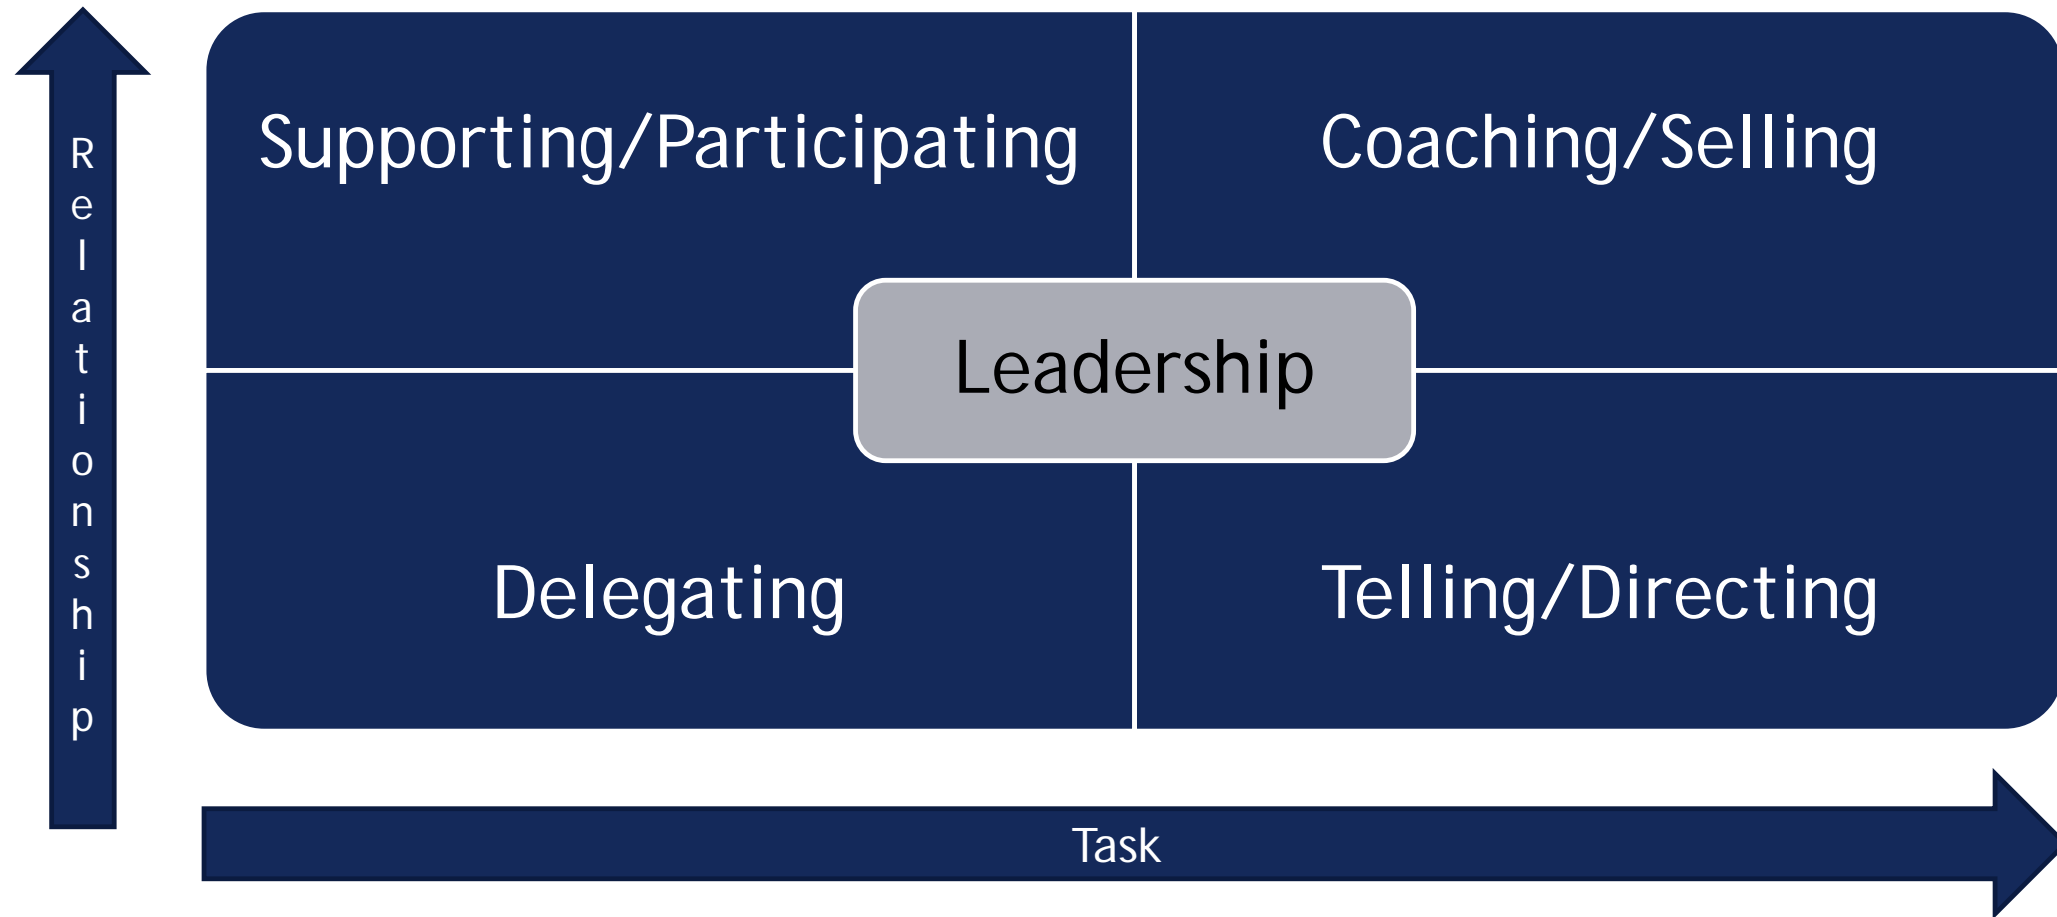 Relationship
Supporting/Participating
Coaching/Selling
Leadership
Delegating
Telling/Directing
Task